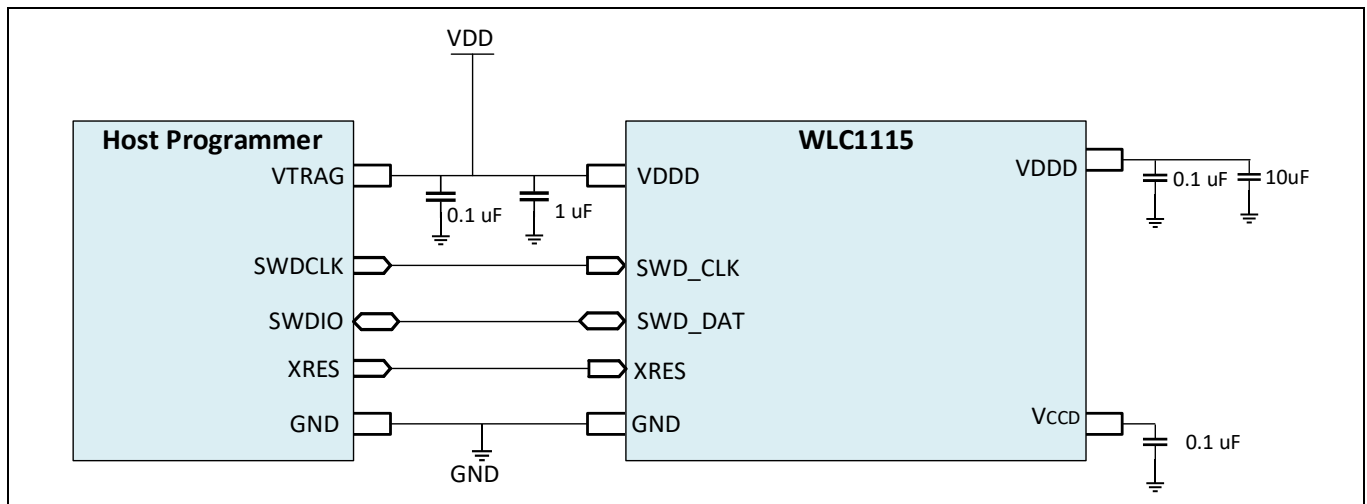 VDD
Host Programmer
WLC1115
VTRAG
VDDD
VDDD
0.1 uF
1 uF
0.1 uF
10uF
SWDCLK
SWD_CLK
SWDIO
SWD_DAT
XRES
XRES
GND
GND
VCCD
0.1 uF
GND